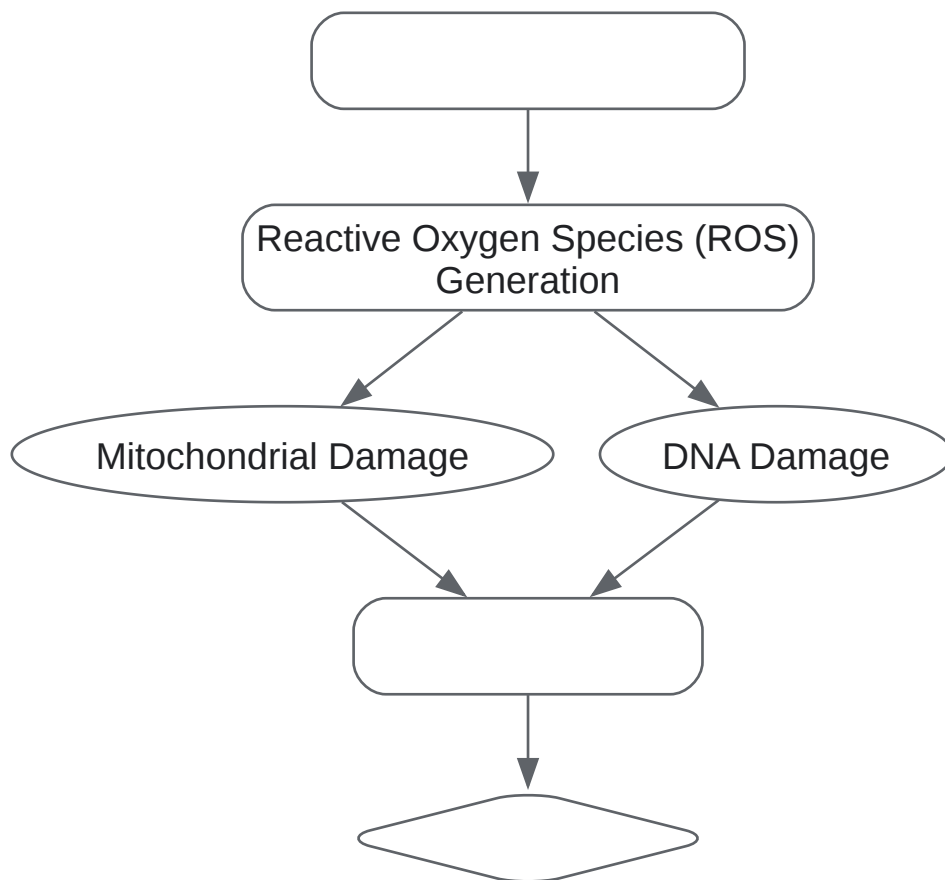 Reactive Oxygen Species (ROS)
Generation
Mitochondrial Damage
DNA Damage